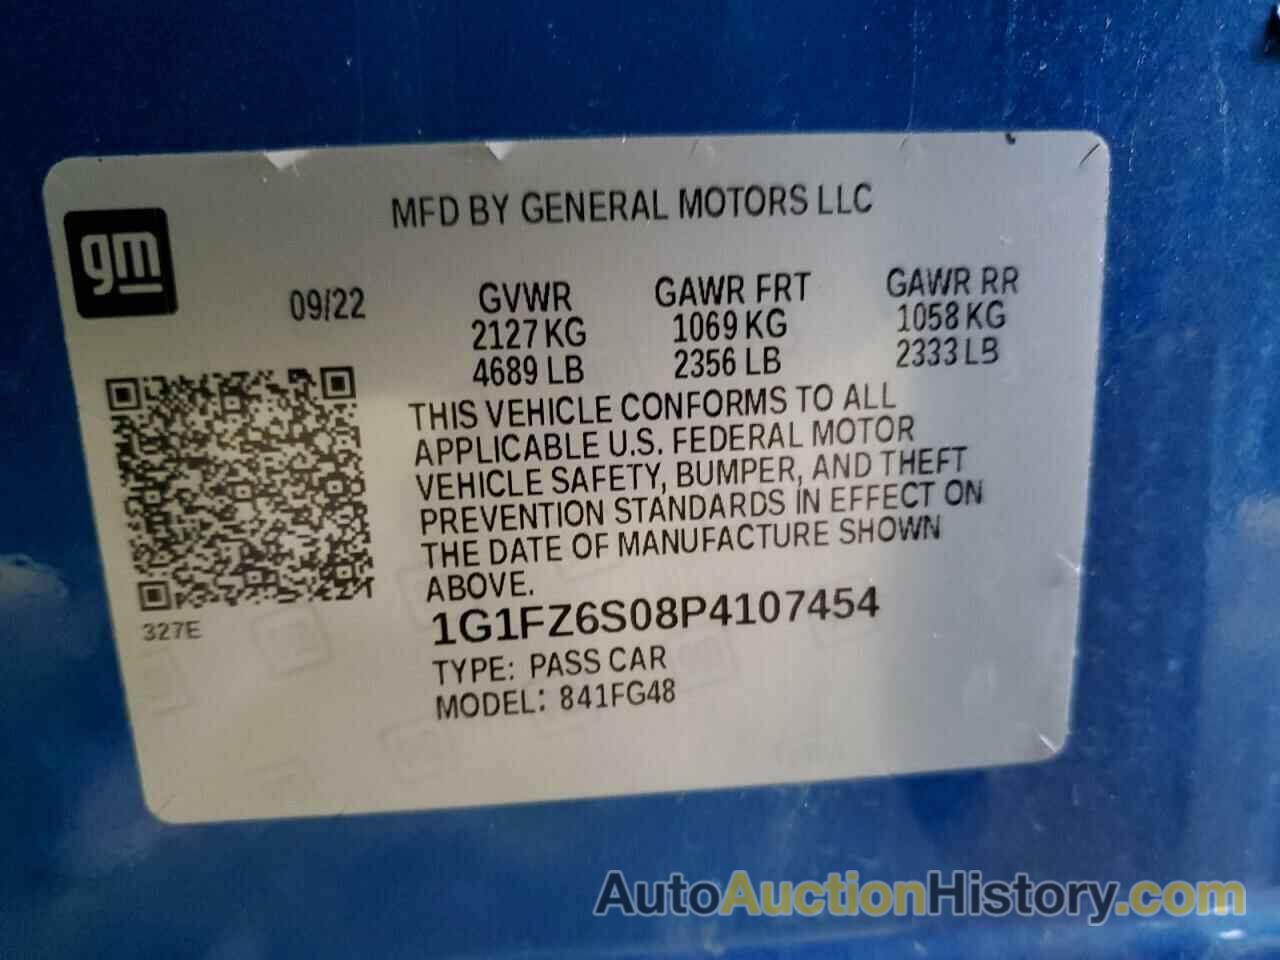 MFD BY GENERAL MOTORS LLC
gm
09/22 GVWR GAWR FRT GAWR RR
2127 KG 1069 KG 1058 KG
4689 LB 2356 LB 2333 LB
THIS VEHICLE CONFORMS TO ALL
APPLICABLE U.S. FEDERAL MOTOR
VEHICLE SAFETY, BUMPER, AND THEFT
PREVENTION STANDARDS IN EFFECT ON
THE DATE OF MANUFACTURE SHOWN
ABOVE.
327E
1G1FZ6S08P4107454
TYPE: PASS CAR
MODEL: 841FG48
AutoAuctionHistory.com